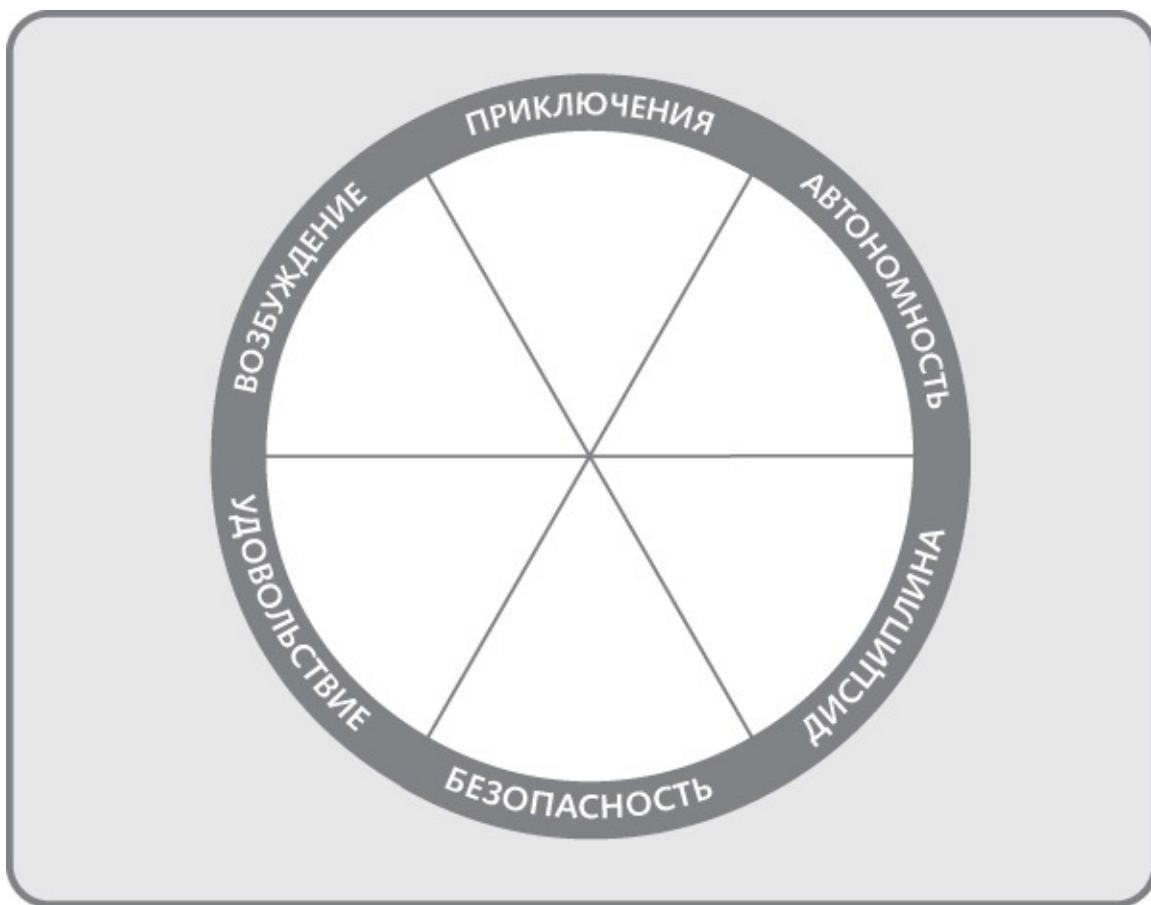 ПРИКЛЮЧЕНИЯ
АВТОНОМНОСТЬ
ДИСЦИПЛИНА
БЕЗОПАСНОСТЬ
УДОВОЛЬСТВИЕ
ВОЗБУЖДЕНИЕ